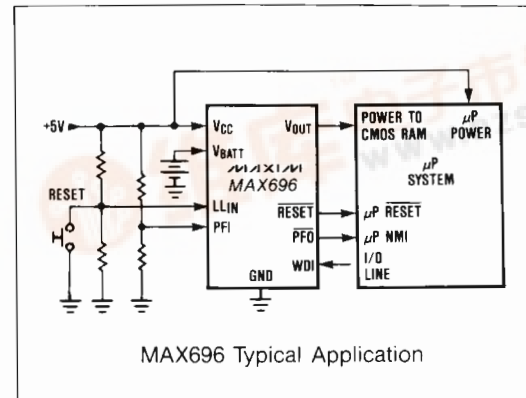 +5V
RESET
VCC
VBATT
LLIN
PFI
VOUT
MAXIM
MAX696
RESET
PFO
WDI
GND
POWER TO
CMOS RAM
μP
POWER
μP
SYSTEM
μP RESET
μP NMI
I/O
LINE
MAX696 Typical Application